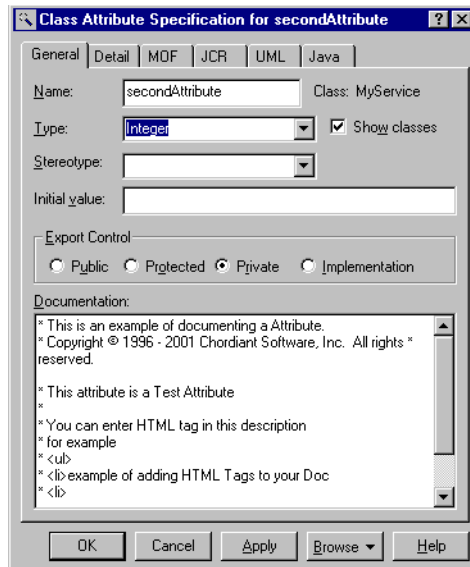 Class Attribute Specification for secondAttribute ? X
General Detail MOF JCR UML Java
Name: secondAttribute Class: MyService
Type: Integer Show classes
Stereotype:
Initial value:
Export Control
Public Protected Private Implementation
Documentation:
* This is an example of documenting a Attribute.
* Copyright © 1996 - 2001 Chordiant Software, Inc. All rights *
reserved.
* This attribute is a Test Attribute
*
* You can enter HTML tag in this description
* for example
* <ul>
* <li>example of adding HTML Tags to your Doc
* <li>
OK Cancel Apply Browse Help